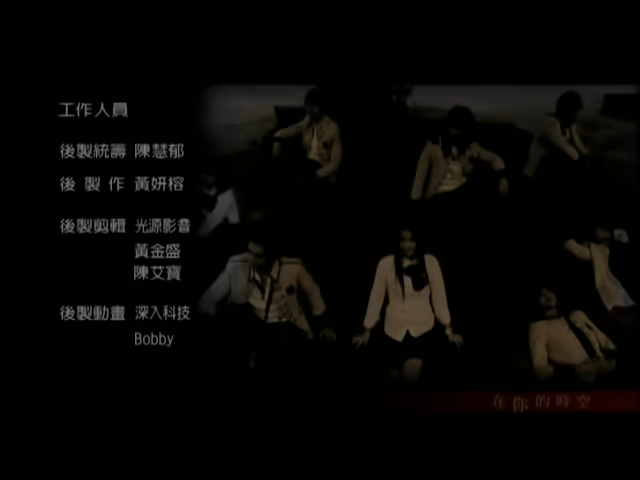 工作人員
後製統籌 陳慧郁
後 製 作 黃妍榕
後製剪輯 光源影音
黃金盛
陳艾寶
後製動畫 深入科技
Bobby
在你的時空